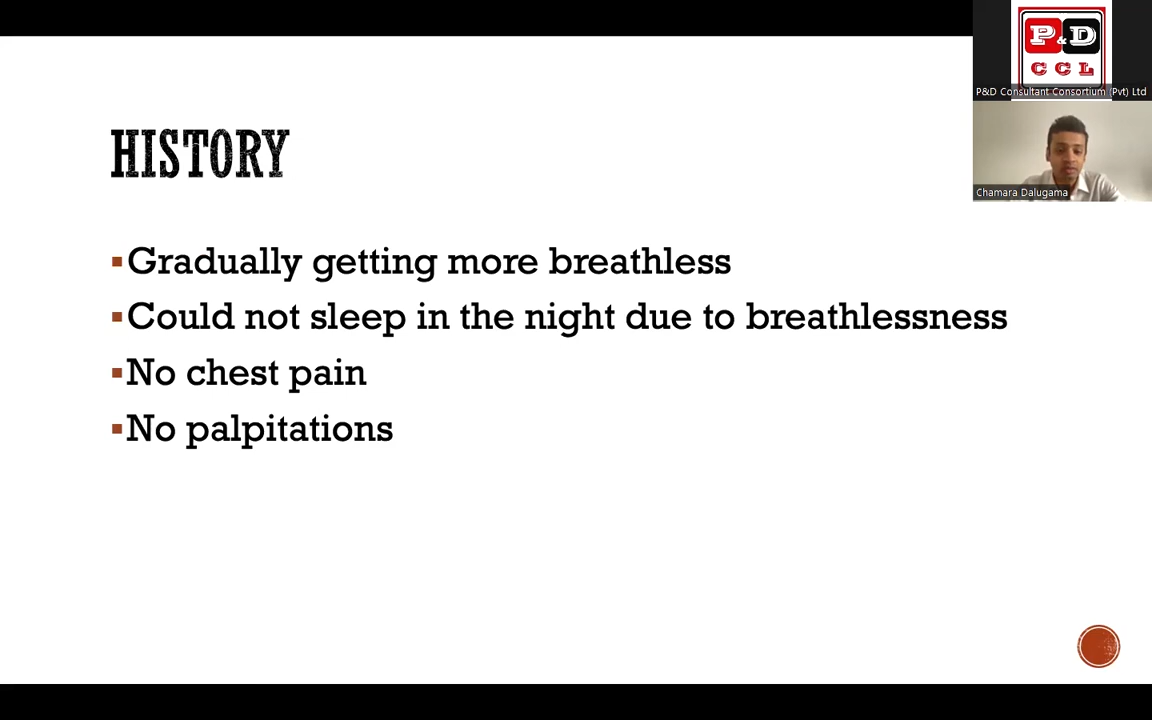 P&D
CCL
P&D Consultant Consortium (Pvt) Ltd
Chamara Dalugama
HISTORY
▪Gradually getting more breathless
▪Could not sleep in the night due to breathlessness
▪No chest pain
▪No palpitations